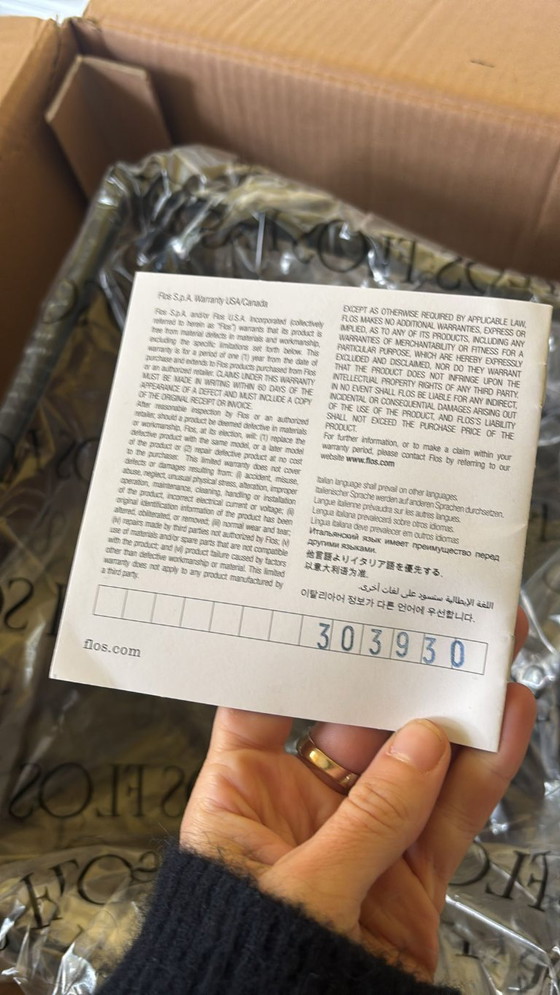 Flos S.p.A. Warranty USA/Canada
Flos S.p.A. and/or Flos U.S.A. Incorporated (collectively
referred to herein as "Flos") warrants that its product is
free from material defects in materials and workmanship,
excluding the specific limitations set forth below. This
warranty is for a period of one (1) year from the date of
purchase and extends to Flos products purchased from Flos
or an authorized retailer. CLAIMS UNDER THIS WARRANTY
MUST BE MADE IN WRITING WITHIN 60 DAYS OF THE
APPEARANCE OF A DEFECT AND MUST INCLUDE A COPY
OF THE ORIGINAL RECEIPT OR INVOICE.
After reasonable inspection by Flos or an authorized
retailer, should a product be deemed defective in materials
or workmanship, Flos, at its election, will: (1) replace the
defective product with the same model, or a later model
of the product or (2) repair defective product at no cost
to the purchaser. This limited warranty does not cover
defects or damages resulting from: (i) accident, misuse,
abuse, neglect, unusual physical stress, alteration, improper
operation, maintenance, cleaning, handling or installation
of the product, incorrect electrical current or voltage; (ii)
original identification information of the product has been
altered, obliterated, or removed; (iii) normal wear and tear;
(iv) repairs made by parties not authorized by Flos; (v)
use of materials and/or spare parts that are not compatible
with the product; and (vi) product failure caused by factors
other than defective workmanship or material. This limited
warranty does not apply to any product manufactured by
a third party.
EXCEPT AS OTHERWISE REQUIRED BY APPLICABLE LAW,
FLOS MAKES NO ADDITIONAL WARRANTIES, EXPRESS OR
IMPLIED, AS TO ANY OF ITS PRODUCTS, INCLUDING ANY
WARRANTIES OF MERCHANTABILITY OR FITNESS FOR A
PARTICULAR PURPOSE, WHICH ARE HEREBY EXPRESSLY
EXCLUDED AND DISCLAIMED, NOR DO THEY WARRANT
THAT THE PRODUCT DOES NOT INFRINGE UPON THE
INTELLECTUAL PROPERTY RIGHTS OF ANY THIRD PARTY.
IN NO EVENT SHALL FLOS BE LIABLE FOR ANY INDIRECT,
INCIDENTAL OR CONSEQUENTIAL DAMAGES ARISING OUT
OF THE USE OF THE PRODUCT, AND FLOS'S LIABILITY
SHALL NOT EXCEED THE PURCHASE PRICE OF THE
PRODUCT.
For further information, or to make a claim within your
warranty period, please contact Flos by referring to our
website www.flos.com
Italian language shall prevail on other languages.
Italienischer Sprache werden auf anderen Sprachen durchsetzen.
Langue italienne prévaudra sur les autres langues.
Lengua italiana prevalecerá sobre otros idiomas.
Língua italiana deve prevalecer em outros idiomas
Итальянский язык имеет преимущество перед
другими языками.
他言語よりイタリア語を優先する.
以意大利语为准.
اللغة الإيطالية ستسود على لغات أخرى
이탈리아어 정보가 다른 언어에 우선합니다.
303930
flos.com
FLOS
FLOS
FLOS